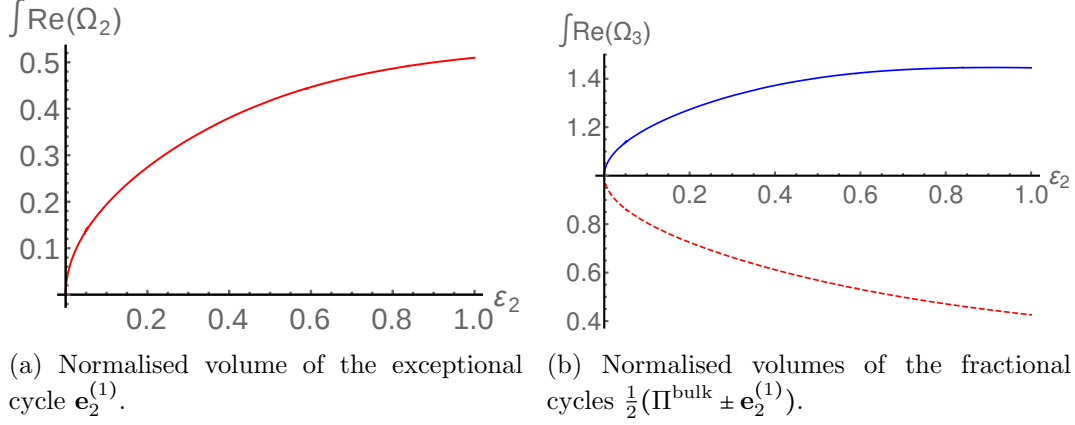 ∫Re(Ω₂)
0.5
0.4
0.3
0.2
0.1
0.2 0.4 0.6 0.8 1.0
ε₂
∫Re(Ω₃)
1.4
1.2
0.2 0.4 0.6 0.8 1.0
ε₂
0.8
0.6
0.4
(a) Normalised volume of the exceptional
cycle e₂⁽¹⁾.
(b) Normalised volumes of the fractional
cycles ½(Πᵇᵘˡᵏ ± e₂⁽¹⁾).